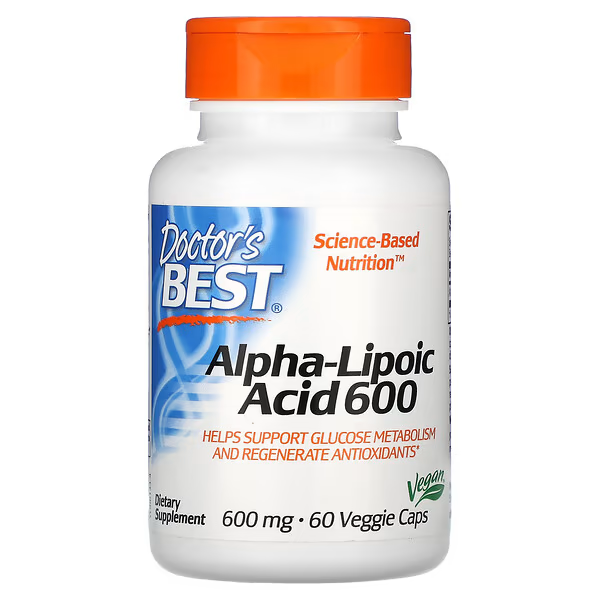 Doctor's
BEST®
Science-Based
Nutrition™
Alpha-Lipoic
Acid 600
HELPS SUPPORT GLUCOSE METABOLISM
AND REGENERATE ANTIOXIDANTS*
Vegan
Dietary
Supplement
600 mg • 60 Veggie Caps